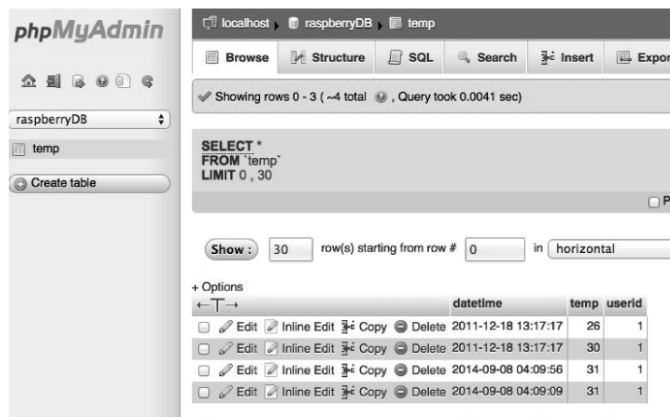 phpMyAdmin
localhost raspberryDB temp
Browse Structure SQL Search Insert Expor
Showing rows 0 - 3 ( ~4 total , Query took 0.0041 sec)
raspberryDB
temp
Create table
SELECT *
FROM `temp`
LIMIT 0 , 30
P
Show : 30 row(s) starting from row # 0 in horizontal
+ Options
←T→ datetime temp userid
Edit Inline Edit Copy Delete 2011-12-18 13:17:17 26 1
Edit Inline Edit Copy Delete 2011-12-18 13:17:17 30 1
Edit Inline Edit Copy Delete 2014-09-08 04:09:56 31 1
Edit Inline Edit Copy Delete 2014-09-08 04:09:09 31 1